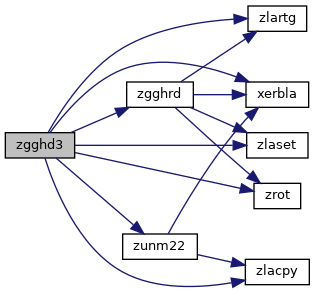 zlartg
zgghrd
xerbla
zgghd3
zlaset
zrot
zunm22
zlacpy